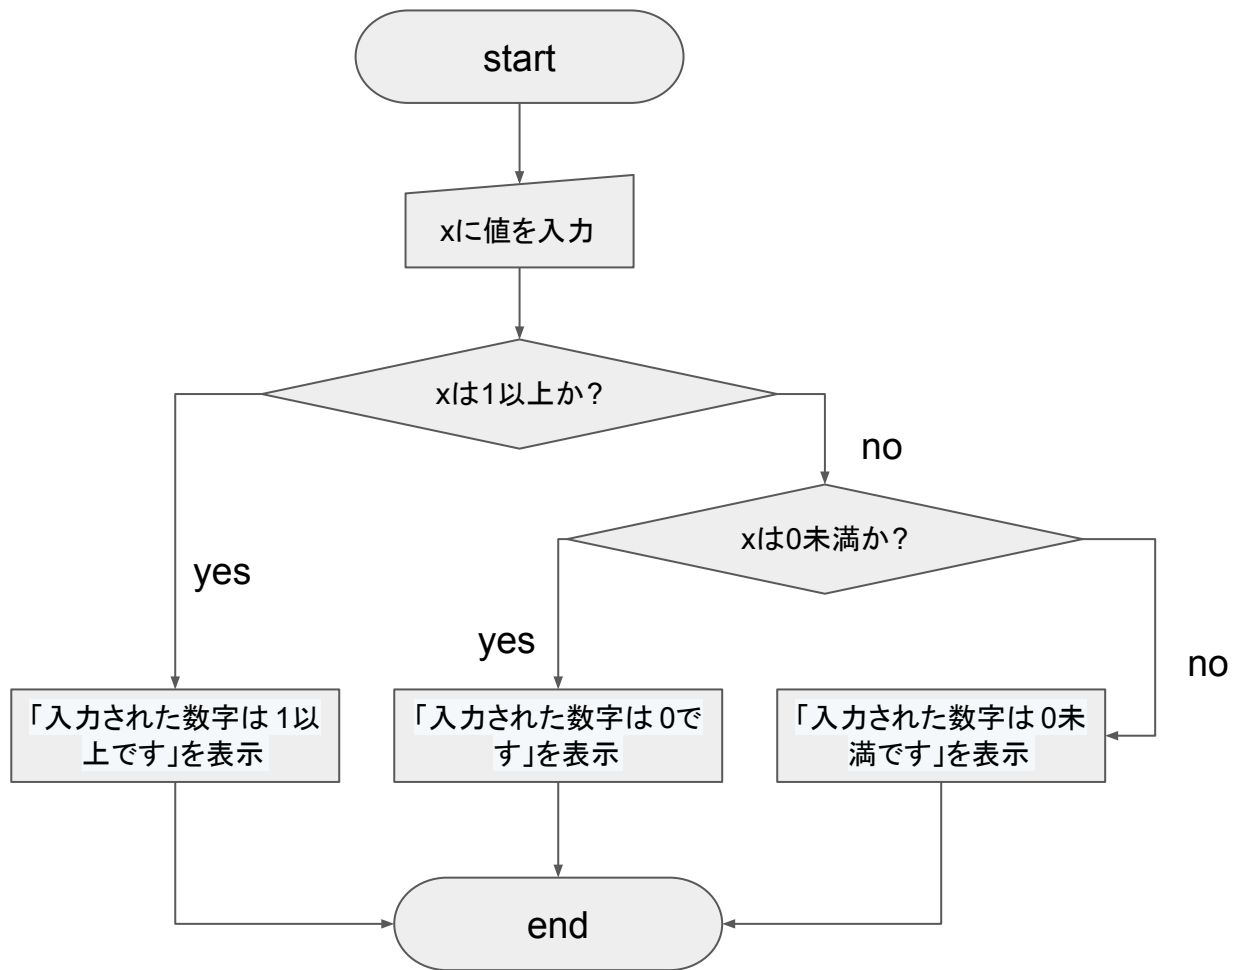 start
xに値を入力
xは1以上か？
no
xは0未満か？
yes
yes
no
「入力された数字は1以
上です」を表示
「入力された数字は0で
す」を表示
「入力された数字は0未
満です」を表示
end